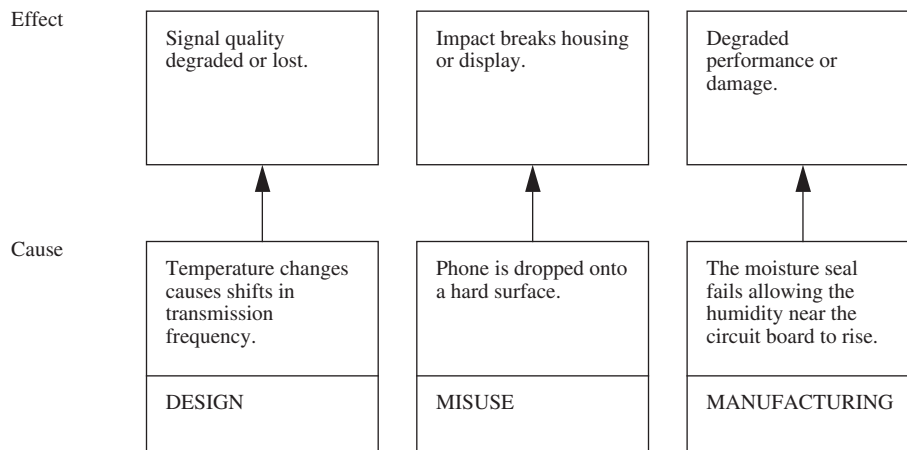 Effect
Signal quality
degraded or lost.
Impact breaks housing
or display.
Degraded
performance or
damage.
Cause
Temperature changes
causes shifts in
transmission
frequency.
DESIGN
Phone is dropped onto
a hard surface.
MISUSE
The moisture seal
fails allowing the
humidity near the
circuit board to rise.
MANUFACTURING